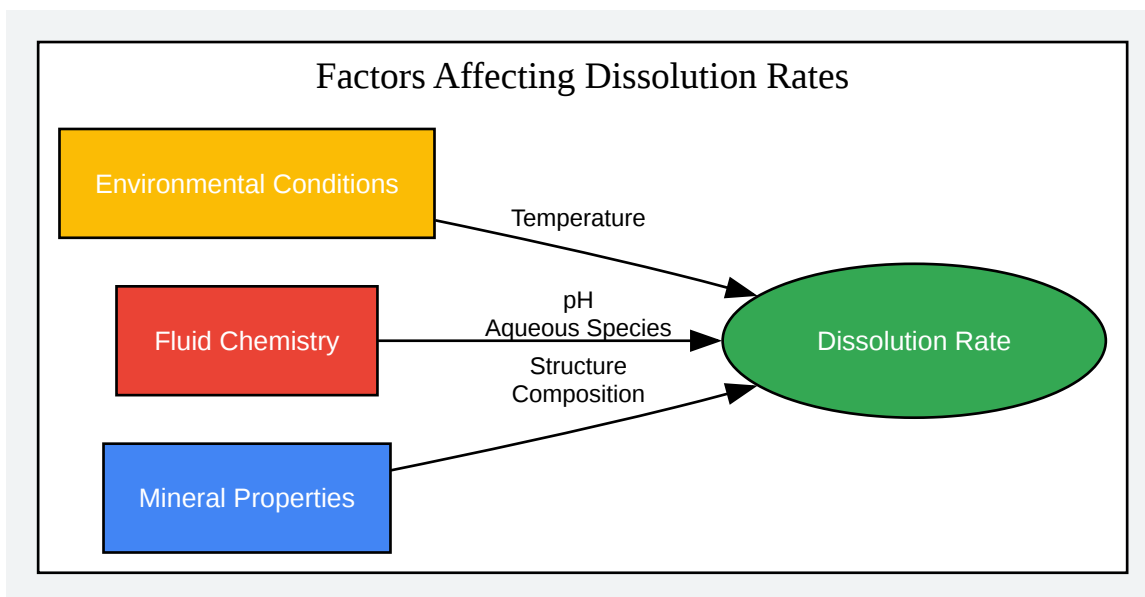 Factors Affecting Dissolution Rates
Environmental Conditions
Temperature
Fluid Chemistry
pH
Aqueous Species
Dissolution Rate
Structure
Composition
Mineral Properties